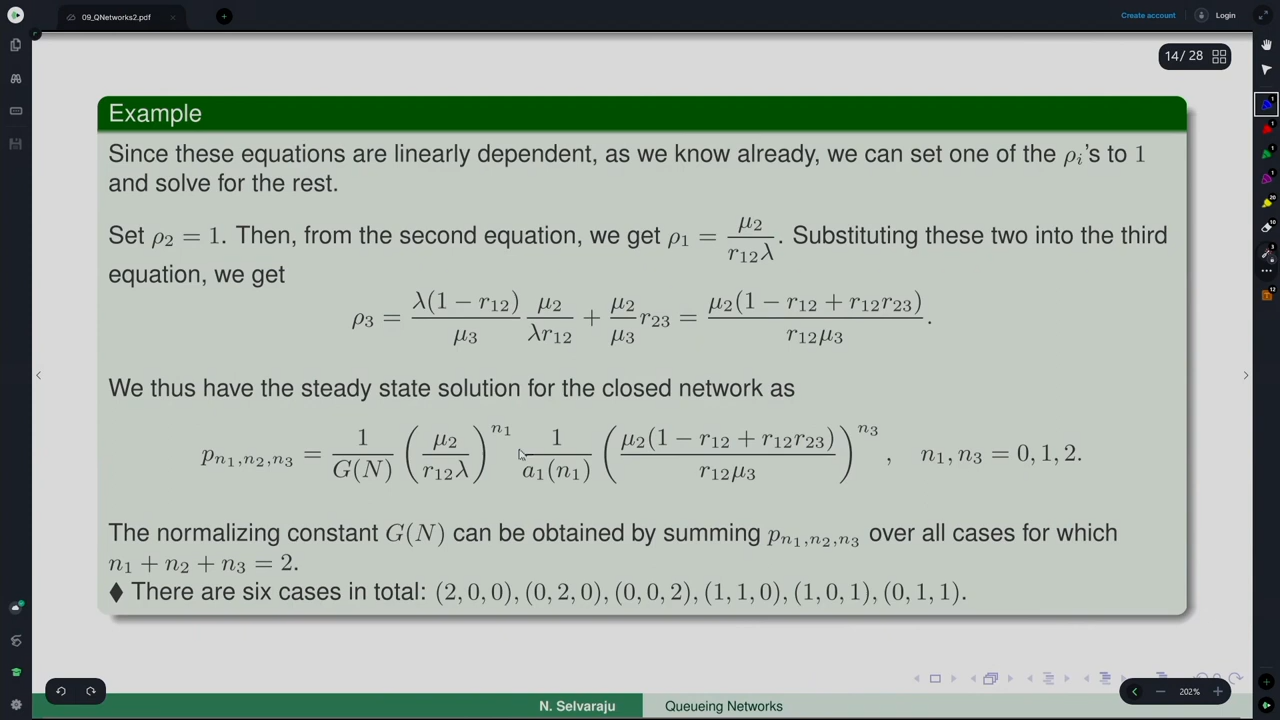 09_QNetworks2.pdf
Create account
Login
14/ 28
Example
Since these equations are linearly dependent, as we know already, we can set one of the ρ_i's to 1
and solve for the rest.
Set ρ_2 = 1. Then, from the second equation, we get ρ_1 = μ_2 / (r_12 λ). Substituting these two into the third
equation, we get
ρ_3 = (λ(1 − r_12) / μ_3) (μ_2 / (λ r_12)) + (μ_2 / μ_3) r_23 = μ_2(1 − r_12 + r_12 r_23) / (r_12 μ_3).
We thus have the steady state solution for the closed network as
p_{n_1,n_2,n_3} = (1 / G(N)) (μ_2 / (r_12 λ))^{n_1} (1 / a_1(n_1)) (μ_2(1 − r_12 + r_12 r_23) / (r_12 μ_3))^{n_3}, n_1, n_3 = 0, 1, 2.
The normalizing constant G(N) can be obtained by summing p_{n_1,n_2,n_3} over all cases for which
n_1 + n_2 + n_3 = 2.
♦ There are six cases in total: (2, 0, 0), (0, 2, 0), (0, 0, 2), (1, 1, 0), (1, 0, 1), (0, 1, 1).
202%
N. Selvaraju
Queueing Networks